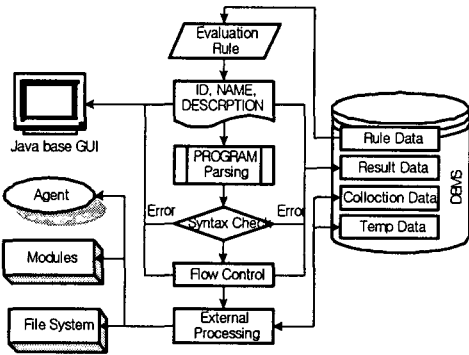 Evaluation
Rule
ID, NAME,
DESCRPTION
Java base GUI
PROGRAM
Parsing
Agent
Error
Syntax Check
Error
Modules
Flow Control
File System
External
Processing
Rule Data
Result Data
Colloction Data
Temp Data
DBMS